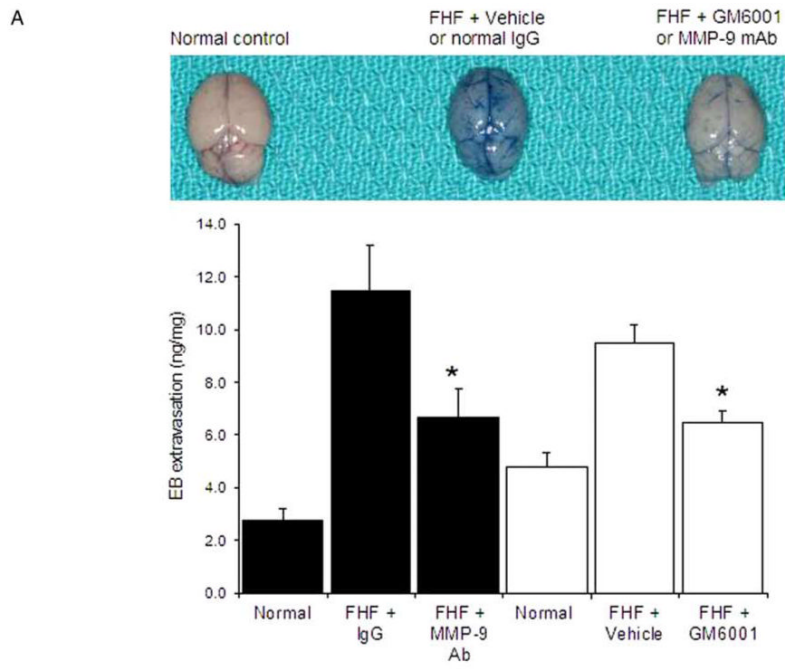 A
Normal control
FHF + Vehicle
or normal IgG
FHF + GM6001
or MMP-9 mAb
EB extravasation (ng/mg)
14.0
12.0
10.0
8.0
6.0
4.0
2.0
0.0
*
*
Normal
FHF +
IgG
FHF +
MMP-9
Ab
Normal
FHF +
Vehicle
FHF +
GM6001